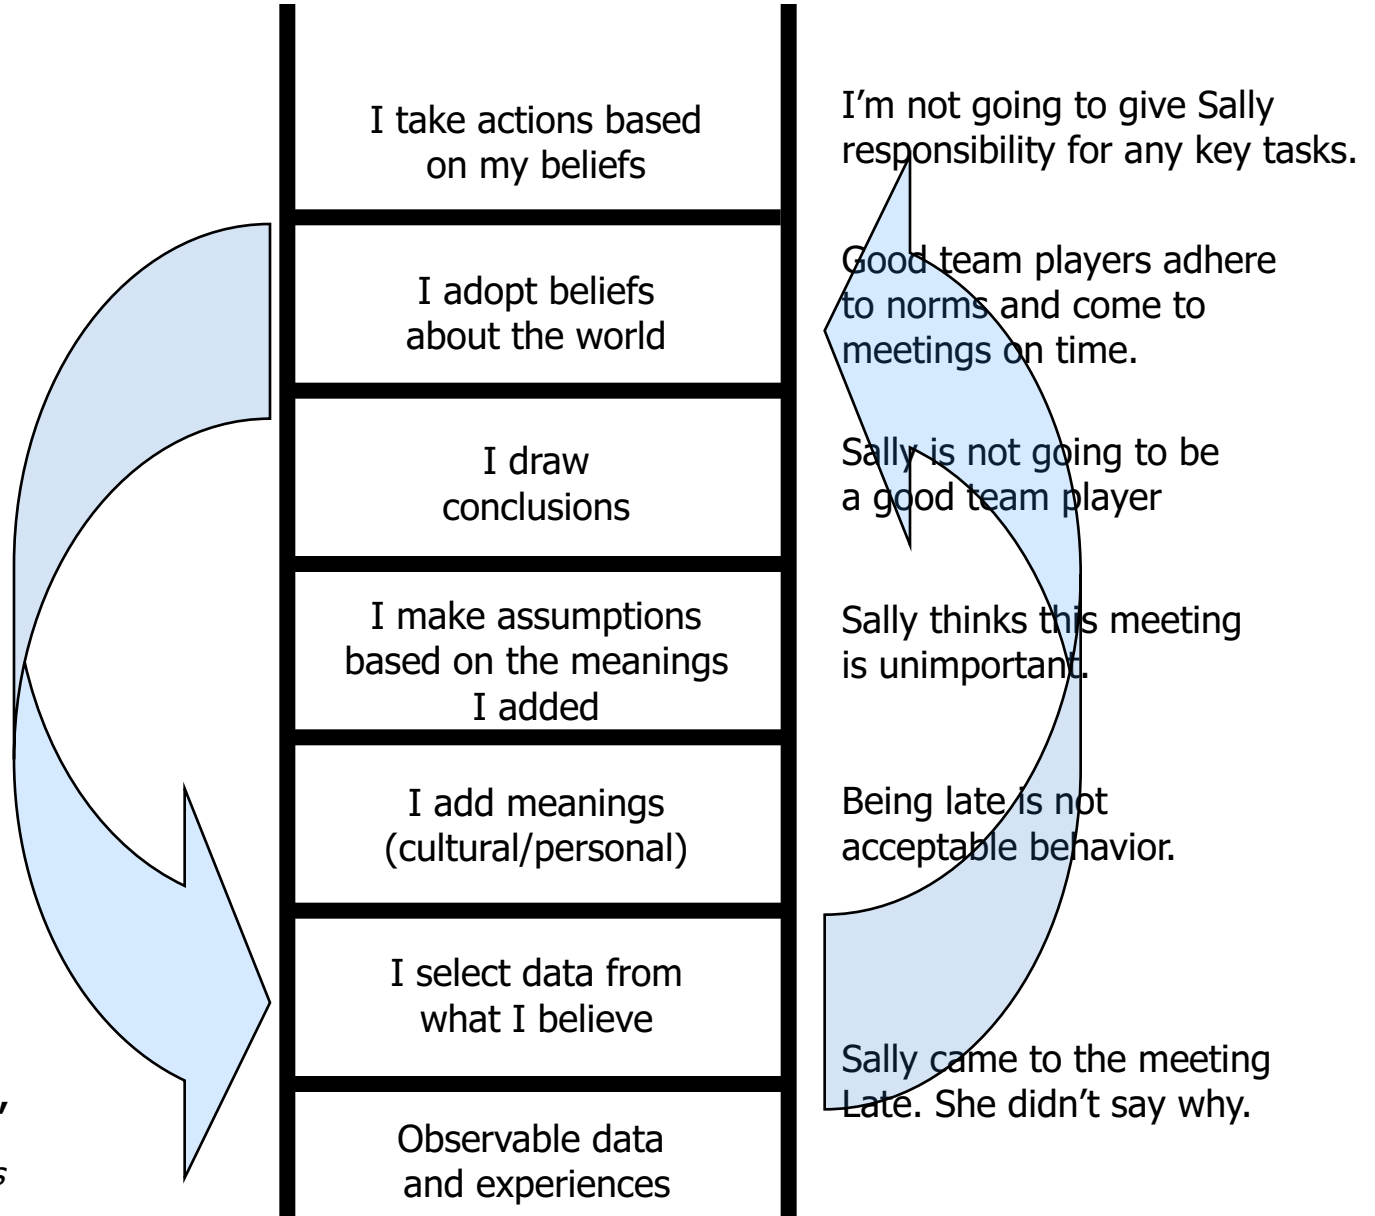 I take actions based
on my beliefs
I'm not going to give Sally
responsibility for any key tasks.
I adopt beliefs
about the world
Good team players adhere
to norms and come to
meetings on time.
I draw
conclusions
Sally is not going to be
a good team player
I make assumptions
based on the meanings
I added
Sally thinks this meeting
is unimportant.
I add meanings
(cultural/personal)
Being late is not
acceptable behavior.
I select data from
what I believe
Sally came to the meeting
Late. She didn't say why.
Observable data
and experiences